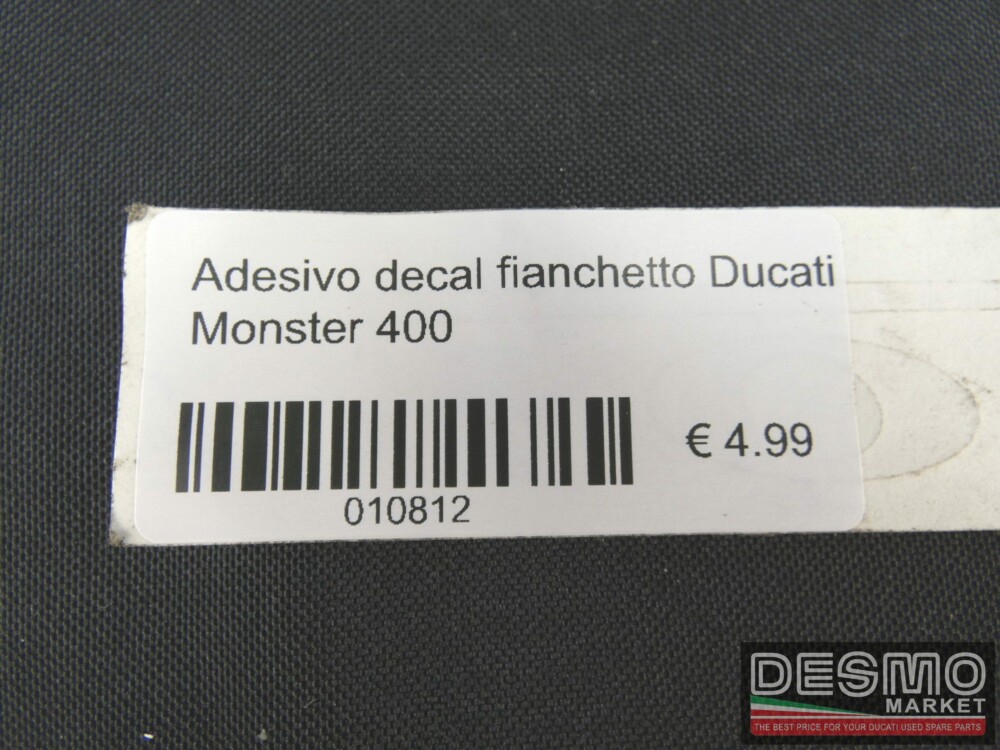 Adesivo decal fianchetto Ducati
Monster 400
€ 4.99
010812
DESMO
MARKET
THE BEST PRICE FOR YOUR DUCATI USED SPARE PARTS